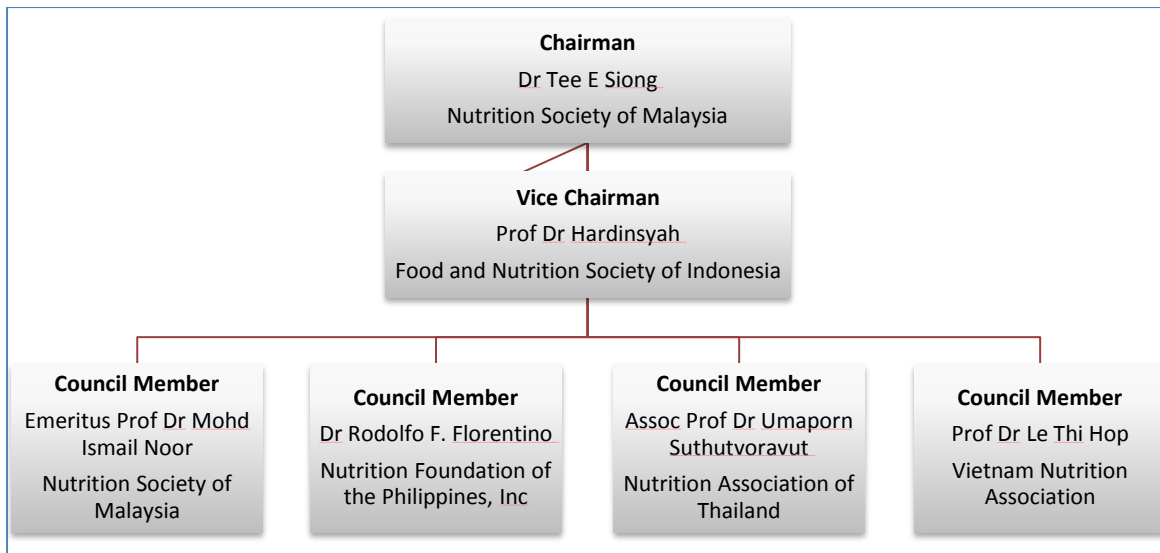 Chairman
Dr Tee E Siong
Nutrition Society of Malaysia
Vice Chairman
Prof Dr Hardinsyah
Food and Nutrition Society of Indonesia
Council Member
Emeritus Prof Dr Mohd
Ismail Noor
Nutrition Society of
Malaysia
Council Member
Dr Rodolfo F. Florentino
Nutrition Foundation of
the Philippines, Inc
Council Member
Assoc Prof Dr Umaporn
Suthutvoravut
Nutrition Association of
Thailand
Council Member
Prof Dr Le Thi Hop
Vietnam Nutrition
Association